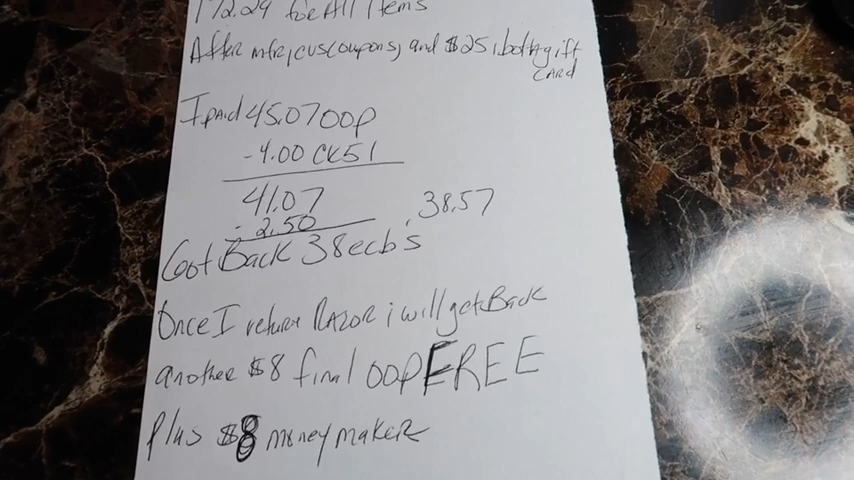 172.29 for All Items
After mfr, cvs coupons, and $25 ibotta gift
CARD
I paid 45.07 OOP
-4.00 CK51
41.07
-2.50
38.57
Got Back 38 ecb's
Once I return RAZOR i will get Back
another $8 final OOP FREE
Plus $8 money maker